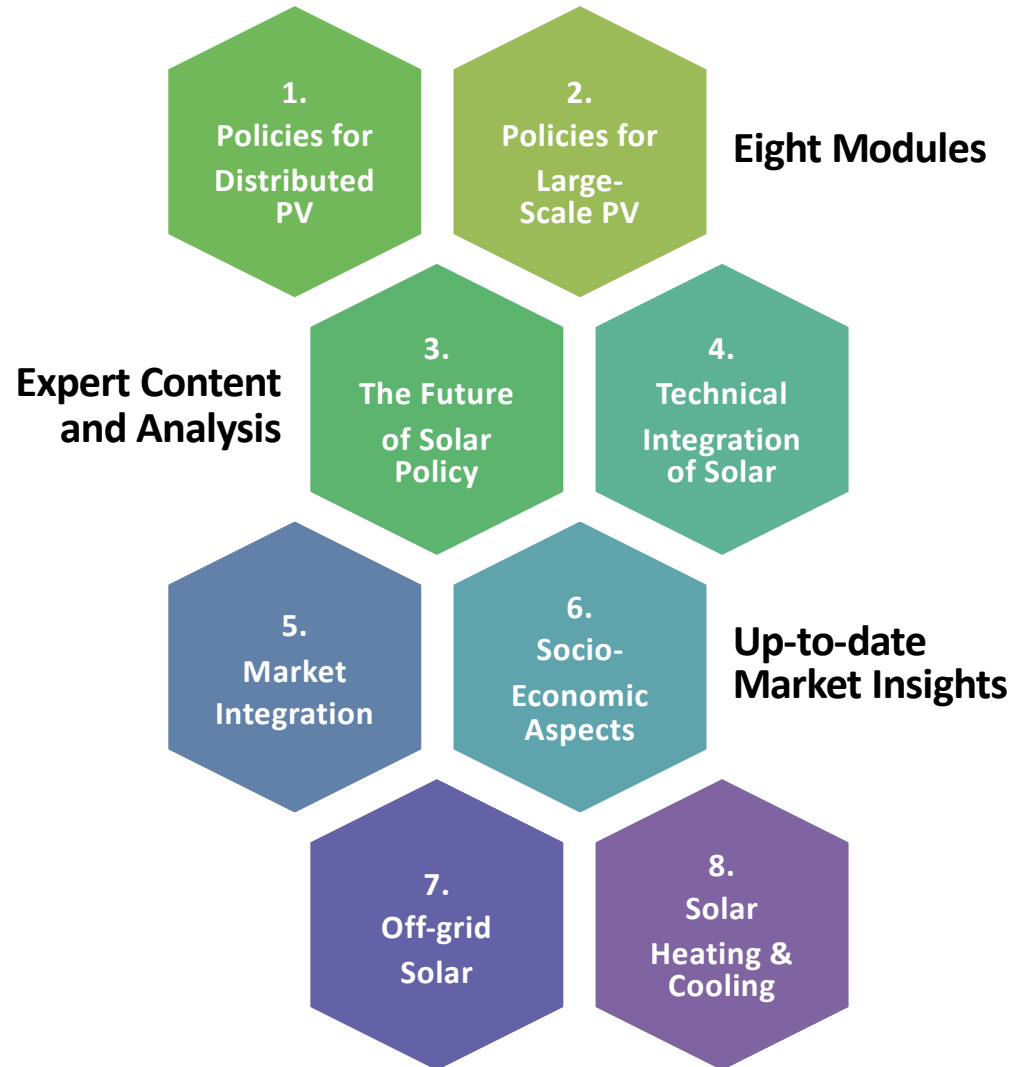 1.
Policies for
Distributed
PV
2.
Policies for
Large-
Scale PV
Eight Modules
Expert Content
and Analysis
3.
The Future
of Solar
Policy
4.
Technical
Integration
of Solar
5.
Market
Integration
6.
Socio-
Economic
Aspects
Up-to-date
Market Insights
7.
Off-grid
Solar
8.
Solar
Heating &
Cooling